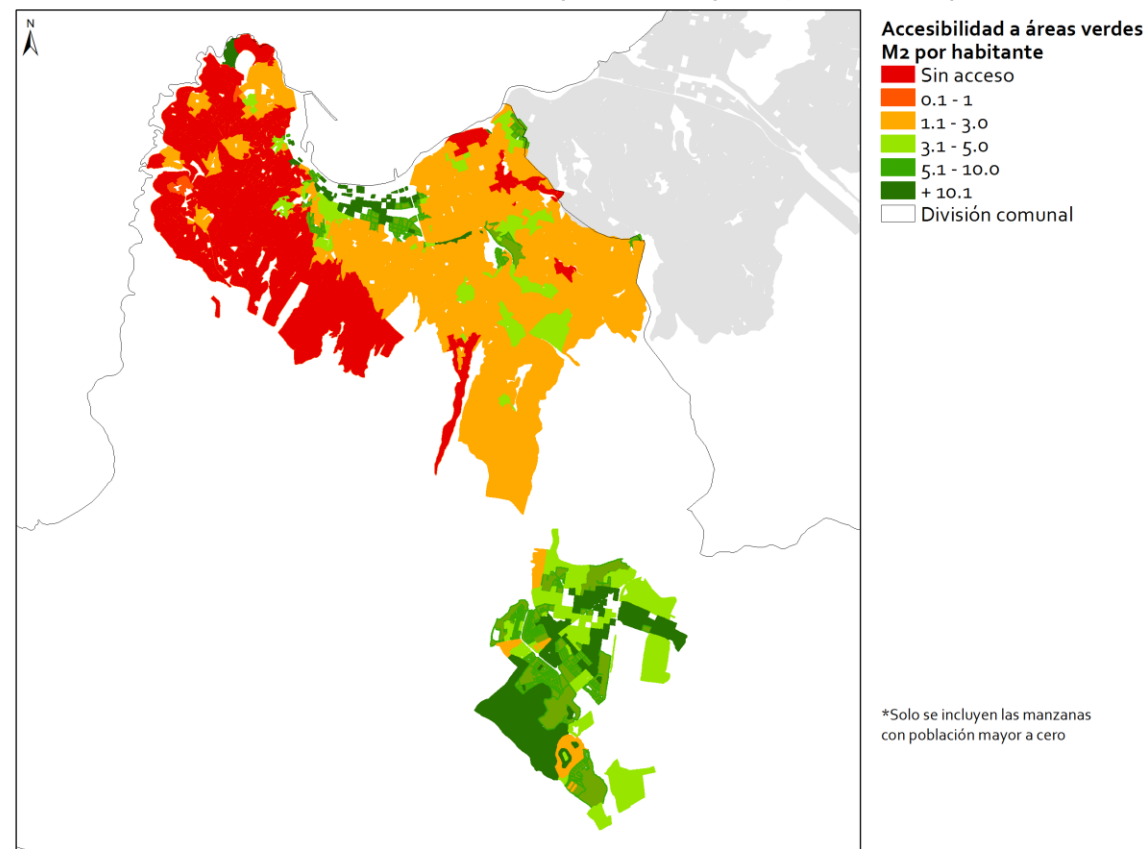 N
Accesibilidad a áreas verdes
M2 por habitante
Sin acceso
0.1 - 1
1.1 - 3.0
3.1 - 5.0
5.1 - 10.0
+ 10.1
División comunal
*Solo se incluyen las manzanas
con población mayor a cero